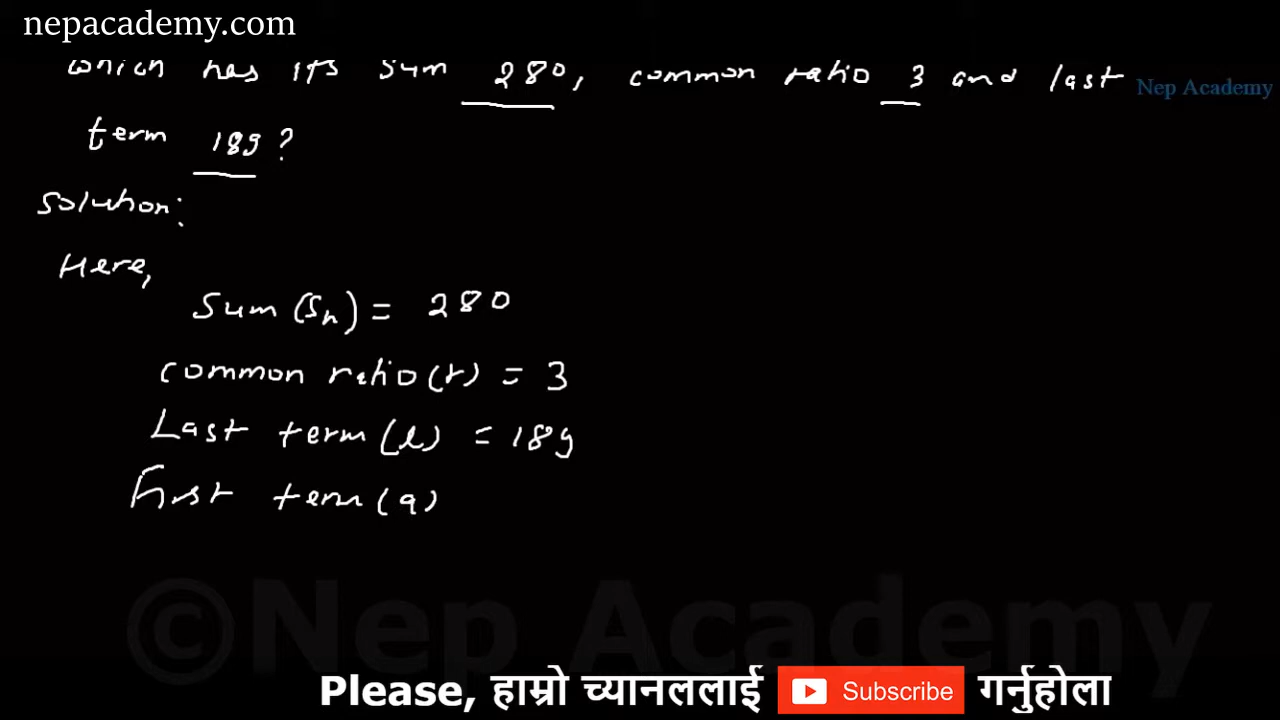 nepacademy.com
which has its sum 280, common ratio 3 and last
Nep Academy
term 189?
Solution:
Here,
Sum (Sn) = 280
common ratio (r) = 3
Last term (l) = 189
First term (a)
©Nep Academy
Please, हाम्रो च्यानललाई Subscribe गर्नुहोला